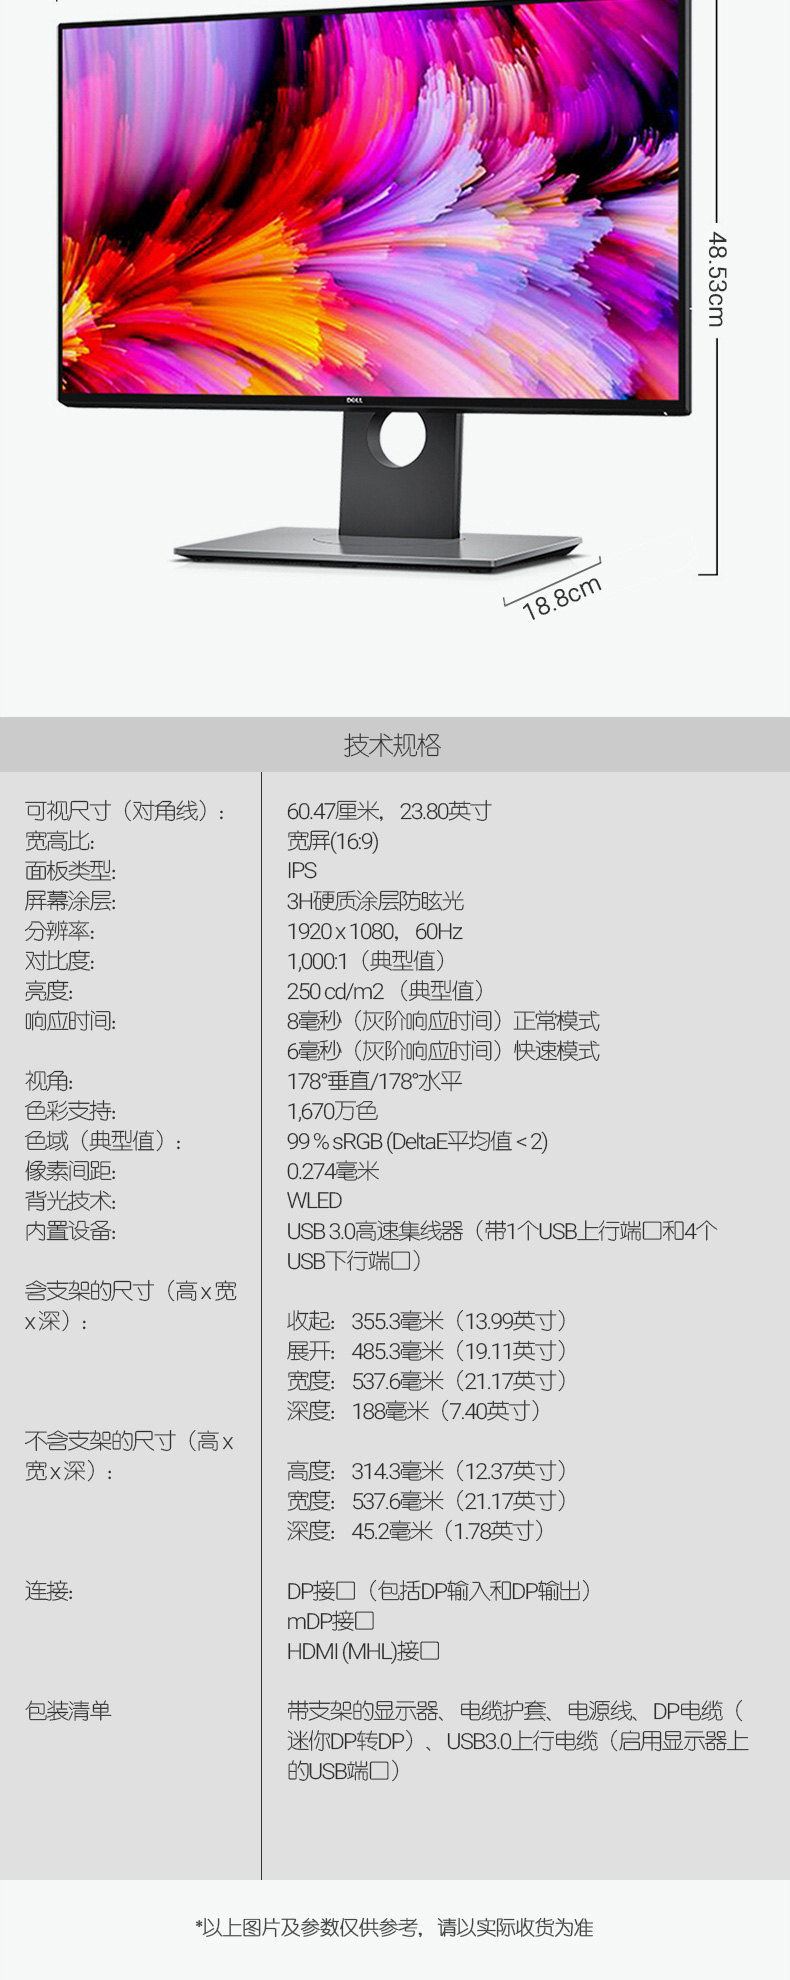 48.53cm
DELL
18.8cm
技术规格
可视尺寸（对角线）: 60.47厘米, 23.80英寸
宽高比: 宽屏(16:9)
面板类型: IPS
屏幕涂层: 3H硬质涂层防眩光
分辨率: 1920 x 1080, 60Hz
对比度: 1,000:1（典型值）
亮度: 250 cd/m2 （典型值）
响应时间: 8毫秒（灰阶响应时间）正常模式
6毫秒（灰阶响应时间）快速模式
视角: 178°垂直/178°水平
色彩支持: 1,670万色
色域（典型值）: 99 % sRGB (DeltaE平均值 < 2)
像素间距: 0.274毫米
背光技术: WLED
内置设备: USB 3.0高速集线器（带1个USB上行端口和4个
USB下行端口）
含支架的尺寸（高 x 宽
x 深）: 收起: 355.3毫米（13.99英寸）
展开: 485.3毫米（19.11英寸）
宽度: 537.6毫米（21.17英寸）
深度: 188毫米（7.40英寸）
不含支架的尺寸（高 x
宽 x 深）: 高度: 314.3毫米（12.37英寸）
宽度: 537.6毫米（21.17英寸）
深度: 45.2毫米（1.78英寸）
连接: DP接口（包括DP输入和DP输出）
mDP接口
HDMI (MHL)接口
包装清单 带支架的显示器、电缆护套、电源线、DP电缆（
迷你DP转DP）、USB3.0上行电缆（启用显示器上
的USB端口）
*以上图片及参数仅供参考, 请以实际收货为准